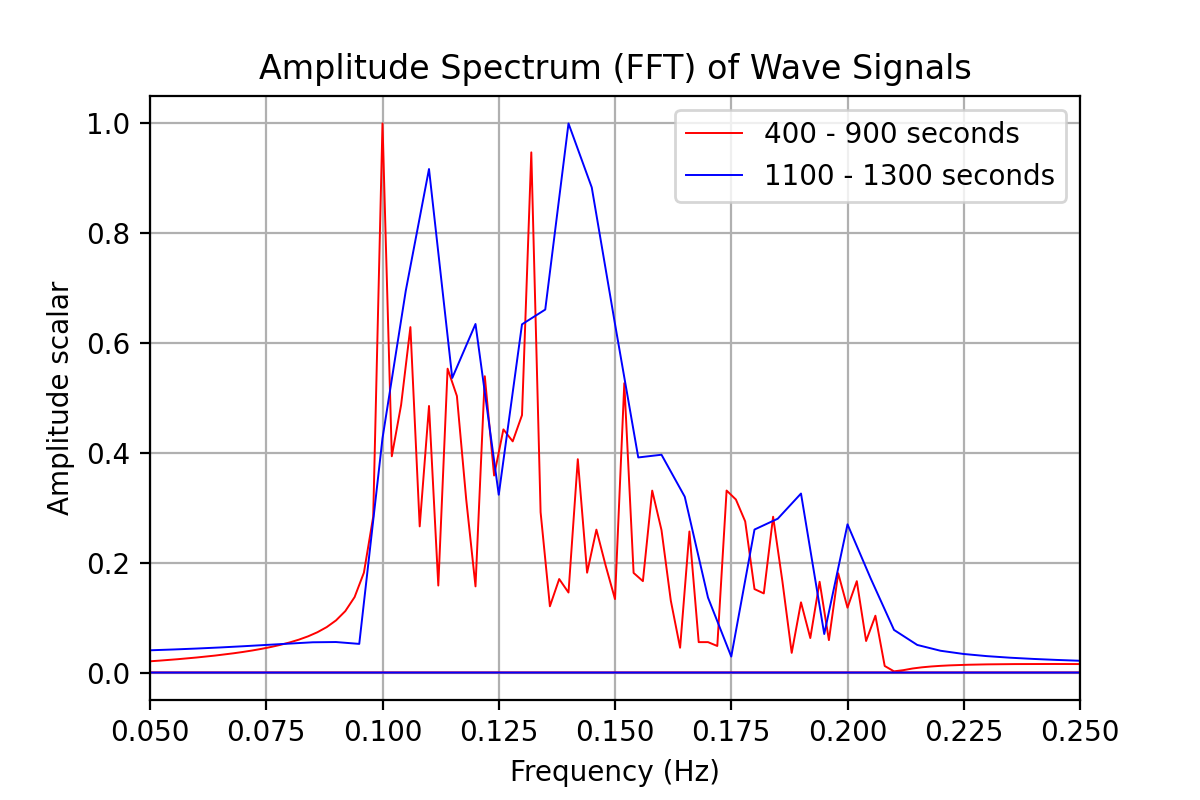 Amplitude Spectrum (FFT) of Wave Signals
400 - 900 seconds
1100 - 1300 seconds
1.0
0.8
0.6
0.4
0.2
0.0
Amplitude scalar
0.050 0.075 0.100 0.125 0.150 0.175 0.200 0.225 0.250
Frequency (Hz)